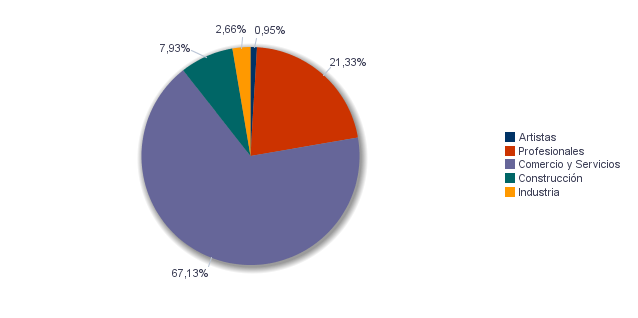 2,66%
0,95%
7,93%
21,33%
67,13%
Artistas
Profesionales
Comercio y Servicios
Construcción
Industria